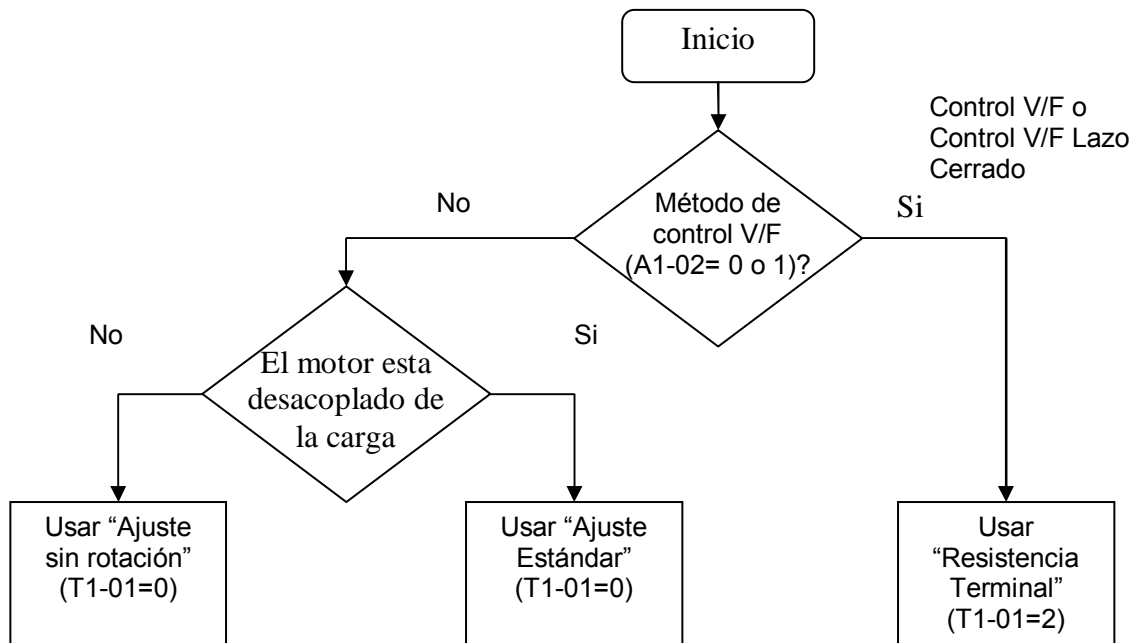 Inicio
Control V/F o
Control V/F Lazo
Cerrado
No
Método de
control V/F
(A1-02= 0 o 1)?
Si
No
El motor esta
desacoplado de
la carga
Si
Usar “Ajuste
sin rotación”
(T1-01=0)
Usar “Ajuste
Estándar”
(T1-01=0)
Usar
“Resistencia
Terminal”
(T1-01=2)